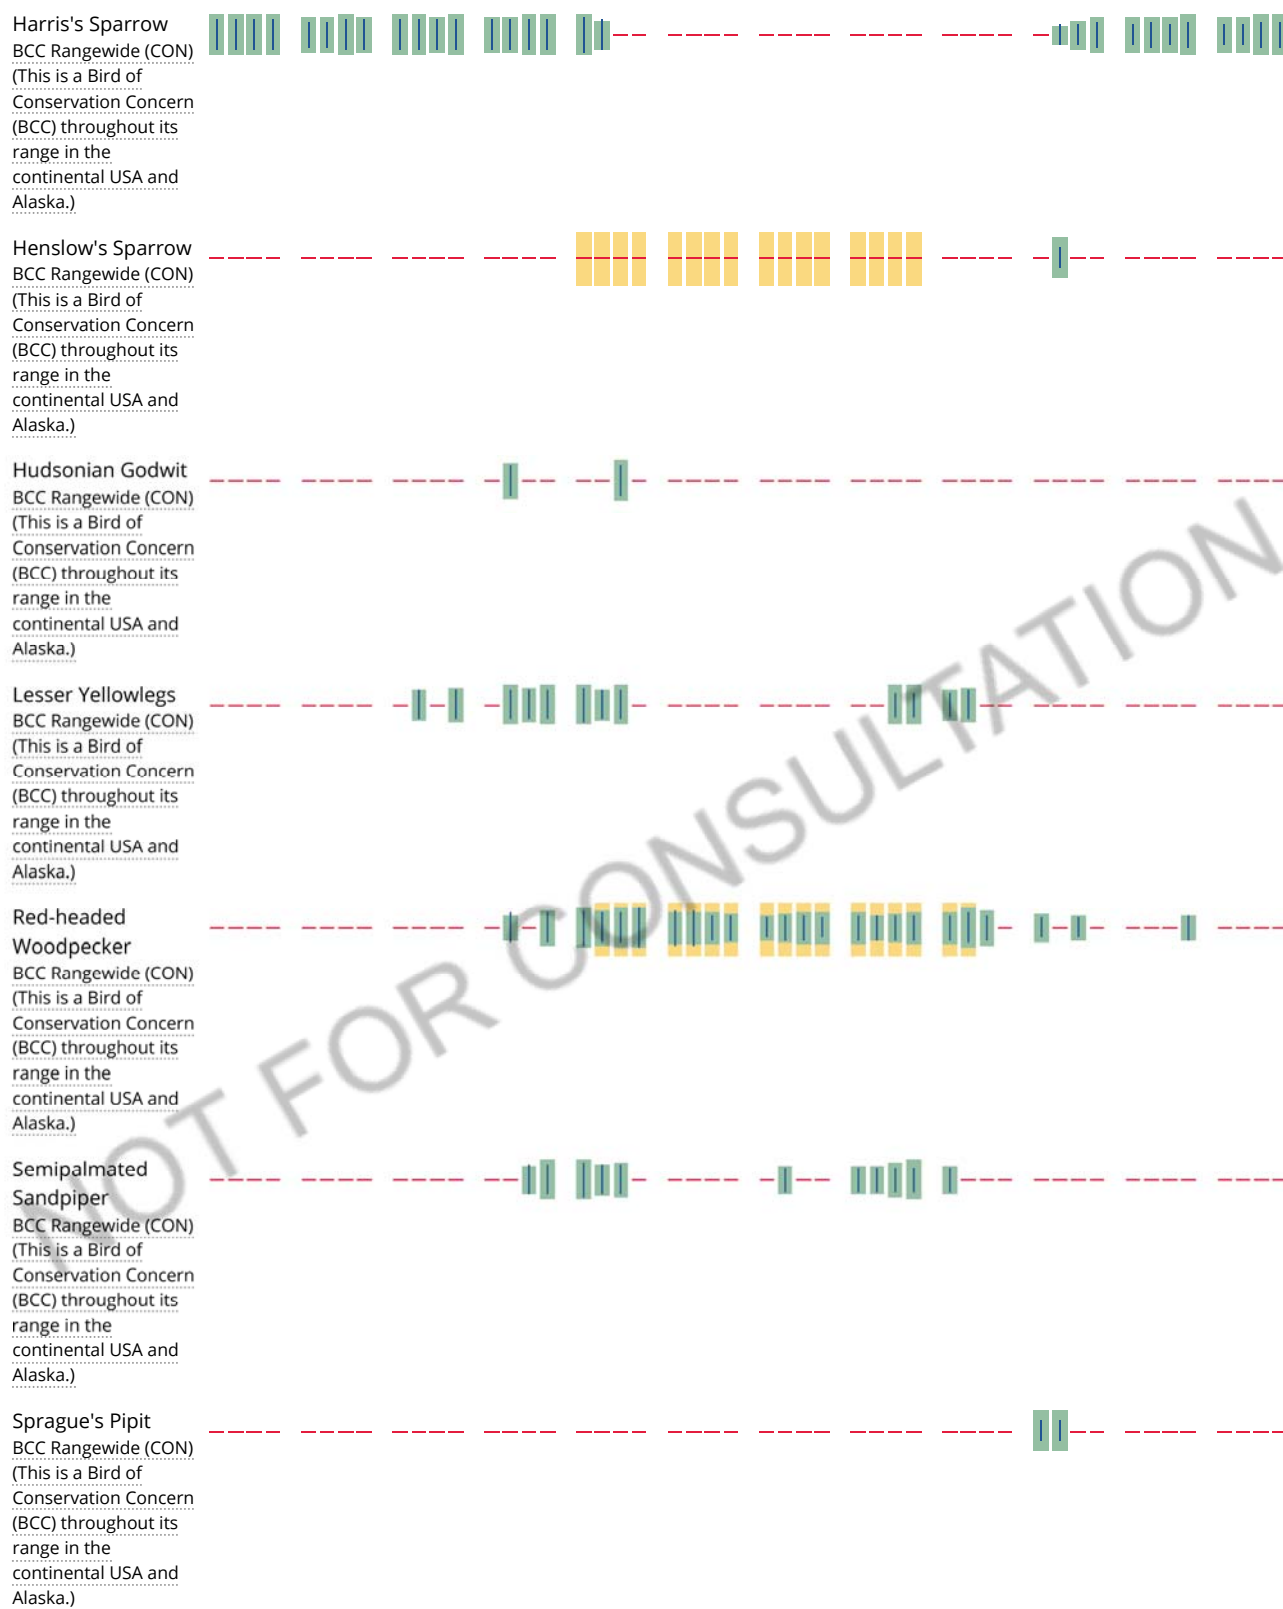 Harris's Sparrow
BCC Rangewide (CON)
(This is a Bird of
Conservation Concern
(BCC) throughout its
range in the
continental USA and
Alaska.)
Henslow's Sparrow
BCC Rangewide (CON)
(This is a Bird of
Conservation Concern
(BCC) throughout its
range in the
continental USA and
Alaska.)
Hudsonian Godwit
BCC Rangewide (CON)
(This is a Bird of
Conservation Concern
(BCC) throughout its
range in the
continental USA and
Alaska.)
Lesser Yellowlegs
BCC Rangewide (CON)
(This is a Bird of
Conservation Concern
(BCC) throughout its
range in the
continental USA and
Alaska.)
Red-headed
Woodpecker
BCC Rangewide (CON)
(This is a Bird of
Conservation Concern
(BCC) throughout its
range in the
continental USA and
Alaska.)
Semipalmated
Sandpiper
BCC Rangewide (CON)
(This is a Bird of
Conservation Concern
(BCC) throughout its
range in the
continental USA and
Alaska.)
Sprague's Pipit
BCC Rangewide (CON)
(This is a Bird of
Conservation Concern
(BCC) throughout its
range in the
continental USA and
Alaska.)
NOT FOR CONSULTATION